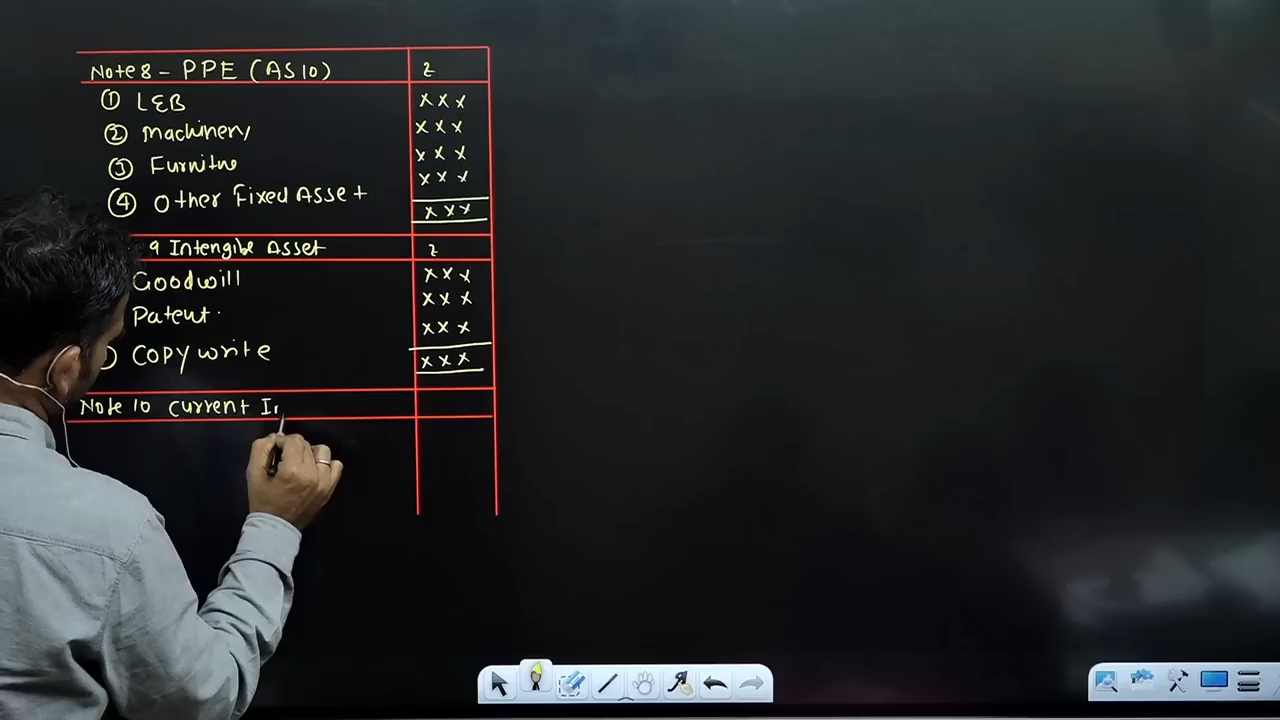 Note 8 - PPE (AS 10) z
① L&B xxx
② Machinery xxx
③ Furnitue xxx
④ Other Fixed Asset xxx
xxx
9 Intengible Asset z
Goodwill xxx
Patent. xxx
Copy write xxx
xxx
Note 10 Current